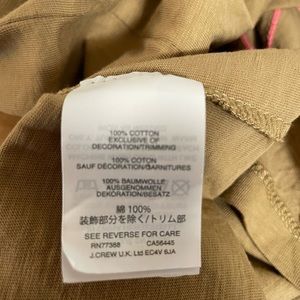 100% COTTON
EXCLUSIVE OF
DECORATION/TRIMMING
100% COTON
SAUF DÉCORATION/GARNITURES
100% BAUMWOLLE
AUSGENOMMEN
DEKORATION/BESATZ
綿 100%
装飾部分を除く/トリム部
SEE REVERSE FOR CARE
RN77388 CA56445
J.CREW U.K. Ltd EC4V 6JA